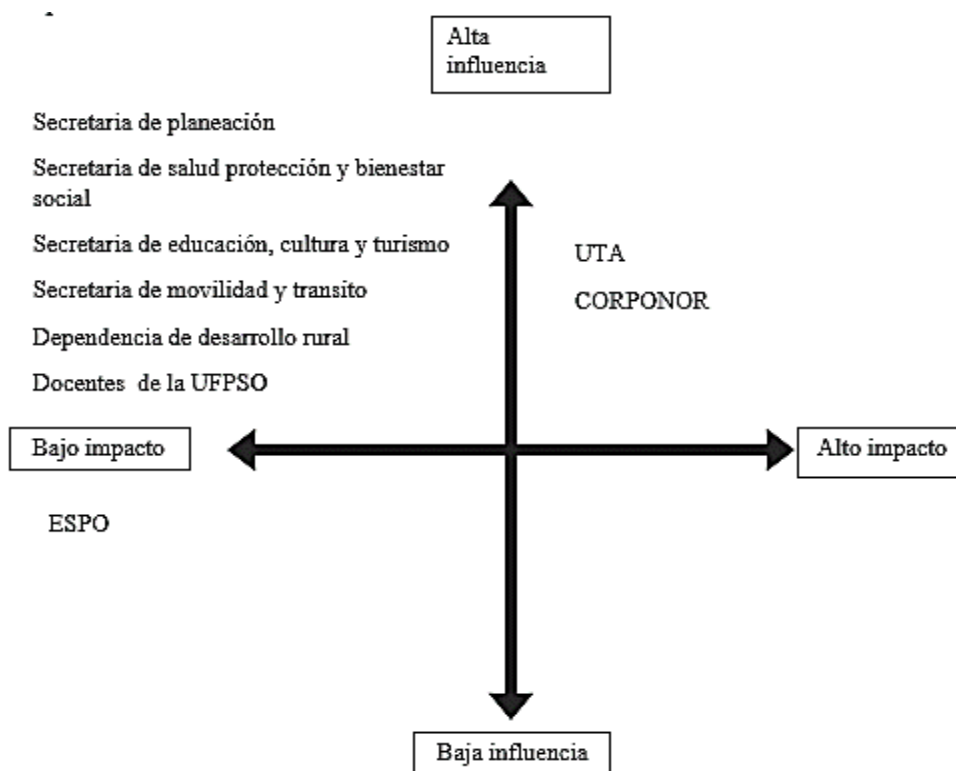 Alta
influencia
Secretaria de planeación
Secretaria de salud protección y bienestar
social
Secretaria de educación, cultura y turismo
Secretaria de movilidad y transito
Dependencia de desarrollo rural
Docentes de la UFPSO
UTA
CORPONOR
Bajo impacto
Alto impacto
ESPO
Baja influencia